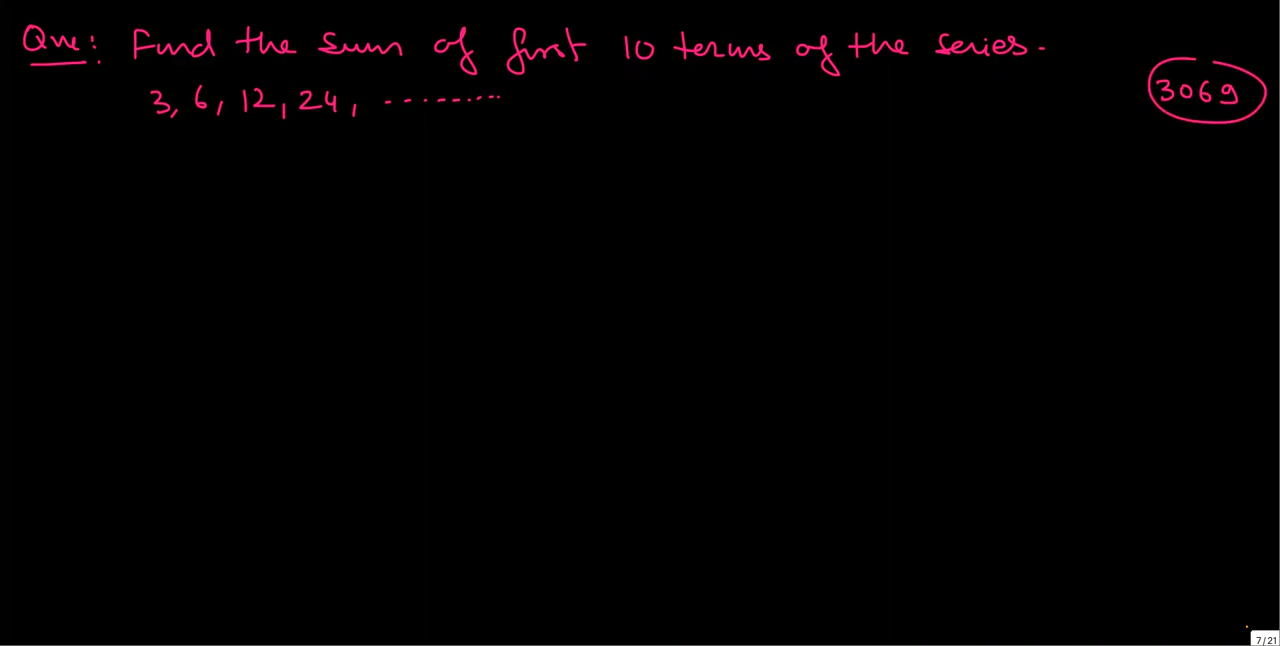 Que: Find the sum of first 10 terms of the series.
3, 6, 12, 24, .........
3069
7/21